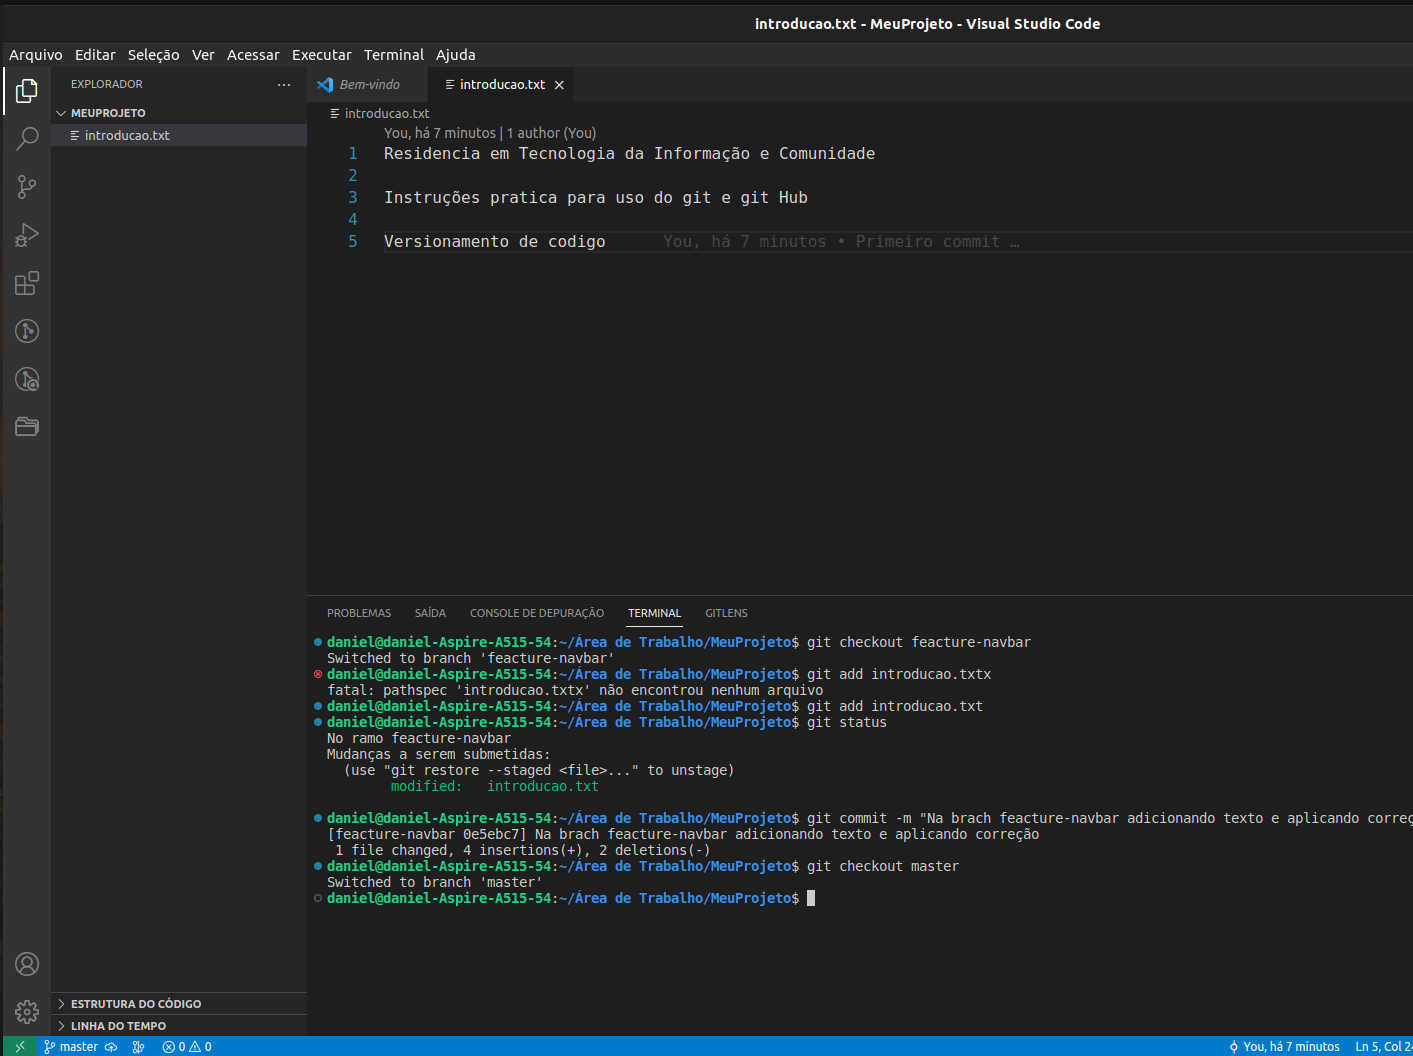 introducao.txt - MeuProjeto - Visual Studio Code
Arquivo Editar Seleção Ver Acessar Executar Terminal Ajuda
EXPLORADOR ...
MEUPROJETO
introducao.txt
Bem-vindo
introducao.txt
introducao.txt
You, há 7 minutos | 1 author (You)
1 Residencia em Tecnologia da Informação e Comunidade
2
3 Instruções pratica para uso do git e git Hub
4
5 Versionamento de codigo You, há 7 minutos • Primeiro commit …
PROBLEMAS SAÍDA CONSOLE DE DEPURAÇÃO TERMINAL GITLENS
daniel@daniel-Aspire-A515-54:~/Área de Trabalho/MeuProjeto$ git checkout feacture-navbar
Switched to branch 'feacture-navbar'
daniel@daniel-Aspire-A515-54:~/Área de Trabalho/MeuProjeto$ git add introducao.txtx
fatal: pathspec 'introducao.txtx' não encontrou nenhum arquivo
daniel@daniel-Aspire-A515-54:~/Área de Trabalho/MeuProjeto$ git add introducao.txt
daniel@daniel-Aspire-A515-54:~/Área de Trabalho/MeuProjeto$ git status
No ramo feacture-navbar
Mudanças a serem submetidas:
(use "git restore --staged <file>..." to unstage)
modified: introducao.txt
daniel@daniel-Aspire-A515-54:~/Área de Trabalho/MeuProjeto$ git commit -m "Na brach feacture-navbar adicionando texto e aplicando correç
[feacture-navbar 0e5ebc7] Na brach feacture-navbar adicionando texto e aplicando correção
1 file changed, 4 insertions(+), 2 deletions(-)
daniel@daniel-Aspire-A515-54:~/Área de Trabalho/MeuProjeto$ git checkout master
Switched to branch 'master'
daniel@daniel-Aspire-A515-54:~/Área de Trabalho/MeuProjeto$
ESTRUTURA DO CÓDIGO
LINHA DO TEMPO
master 0 0 You, há 7 minutos Ln 5, Col 24